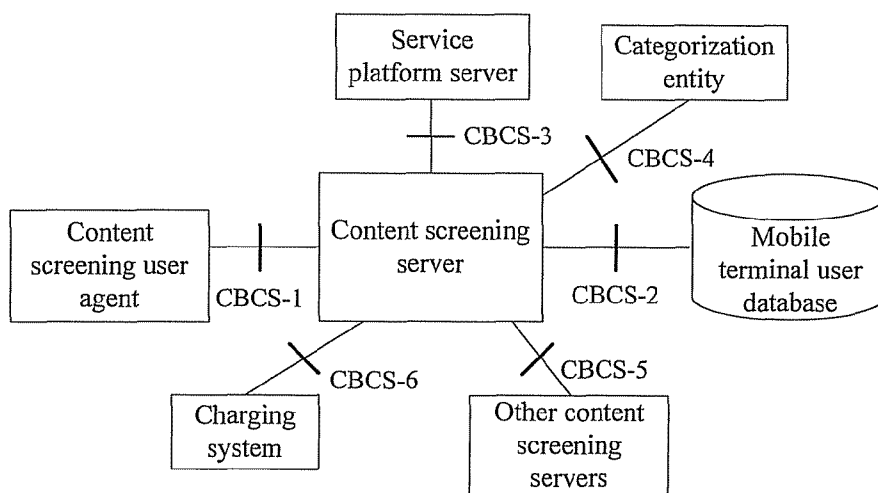 Service
platform server
Categorization
entity
CBCS-3
CBCS-4
Content
screening user
agent
Content screening
server
Mobile
terminal user
database
CBCS-1
CBCS-2
CBCS-6
CBCS-5
Charging
system
Other content
screening
servers